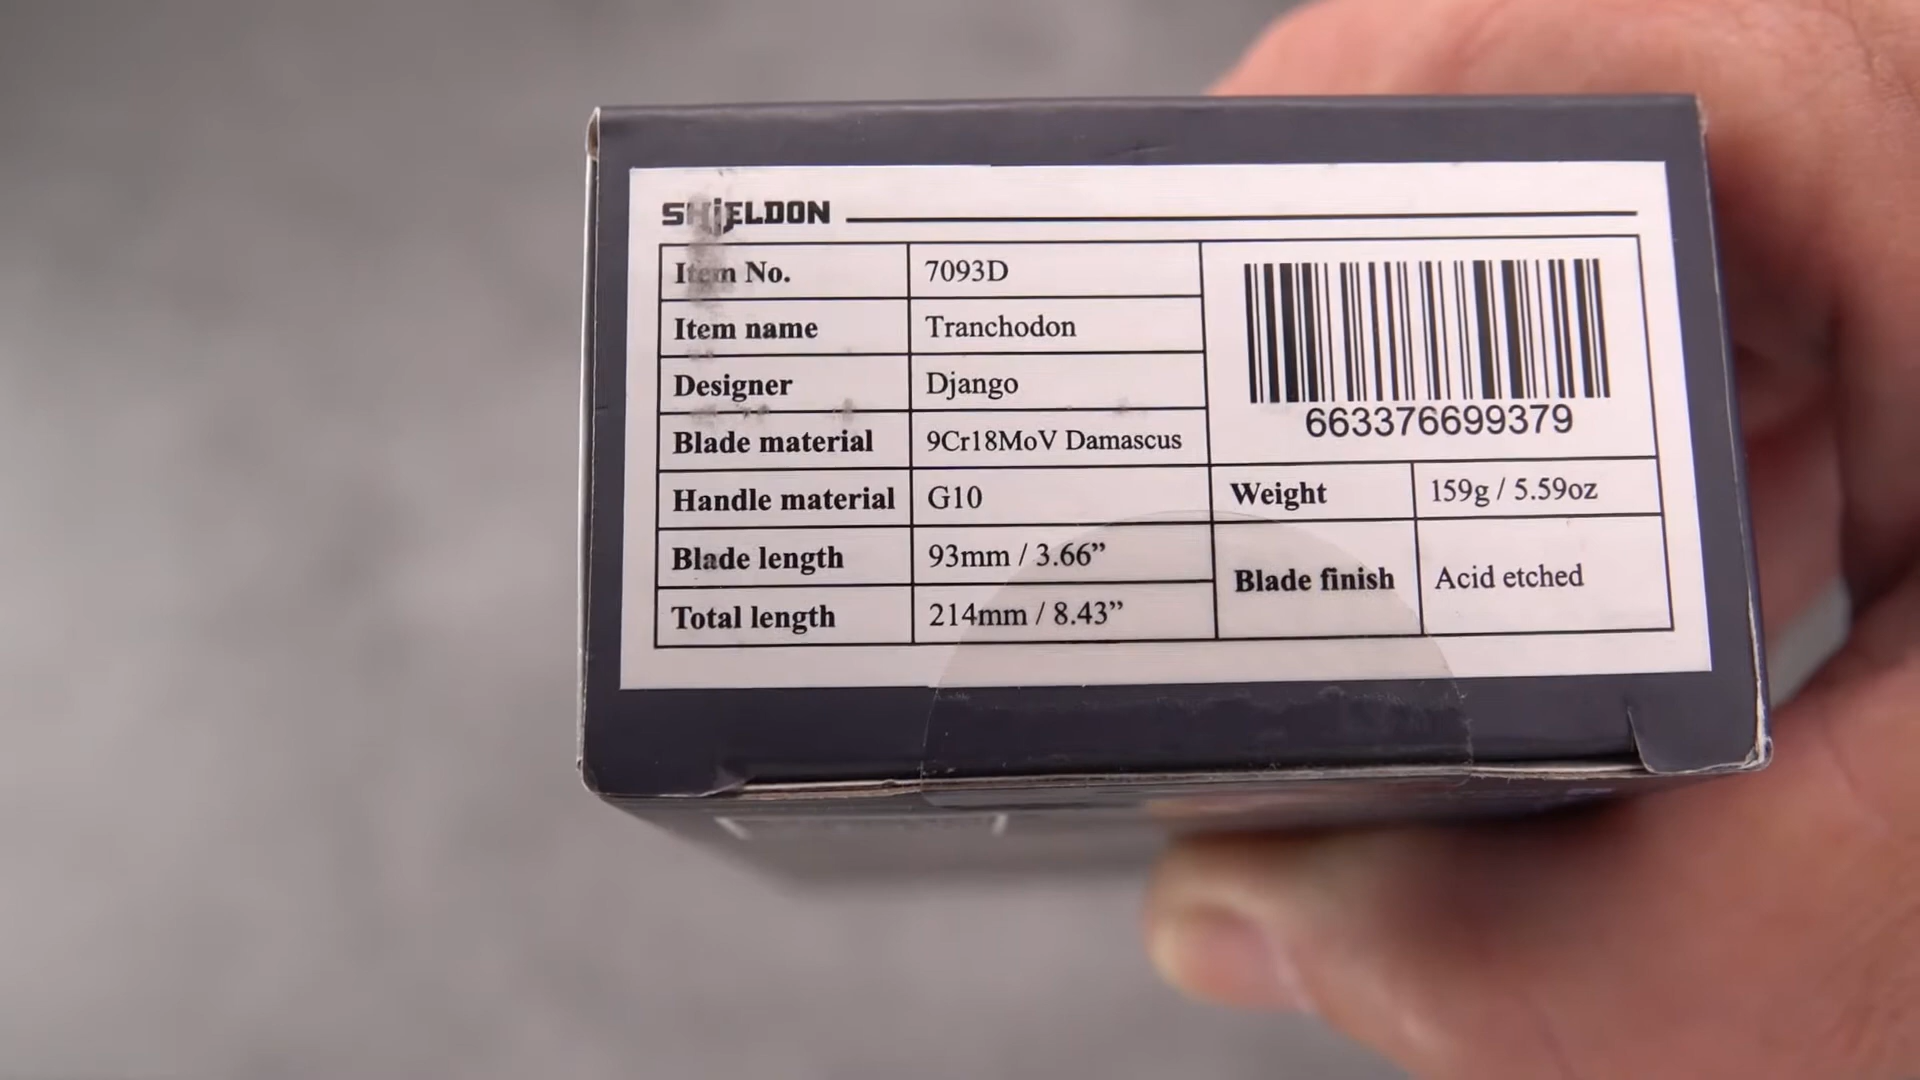 SHiELDON
Item No. 7093D
Item name Tranchodon
Designer Django
Blade material 9Cr18MoV Damascus
Handle material G10
Blade length 93mm / 3.66”
Total length 214mm / 8.43”
663376699379
Weight 159g / 5.59oz
Blade finish Acid etched